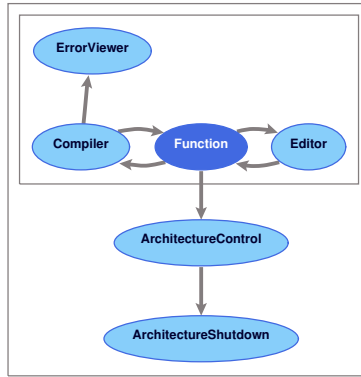 ErrorViewer
Compiler
Function
Editor
ArchitectureControl
ArchitectureShutdown